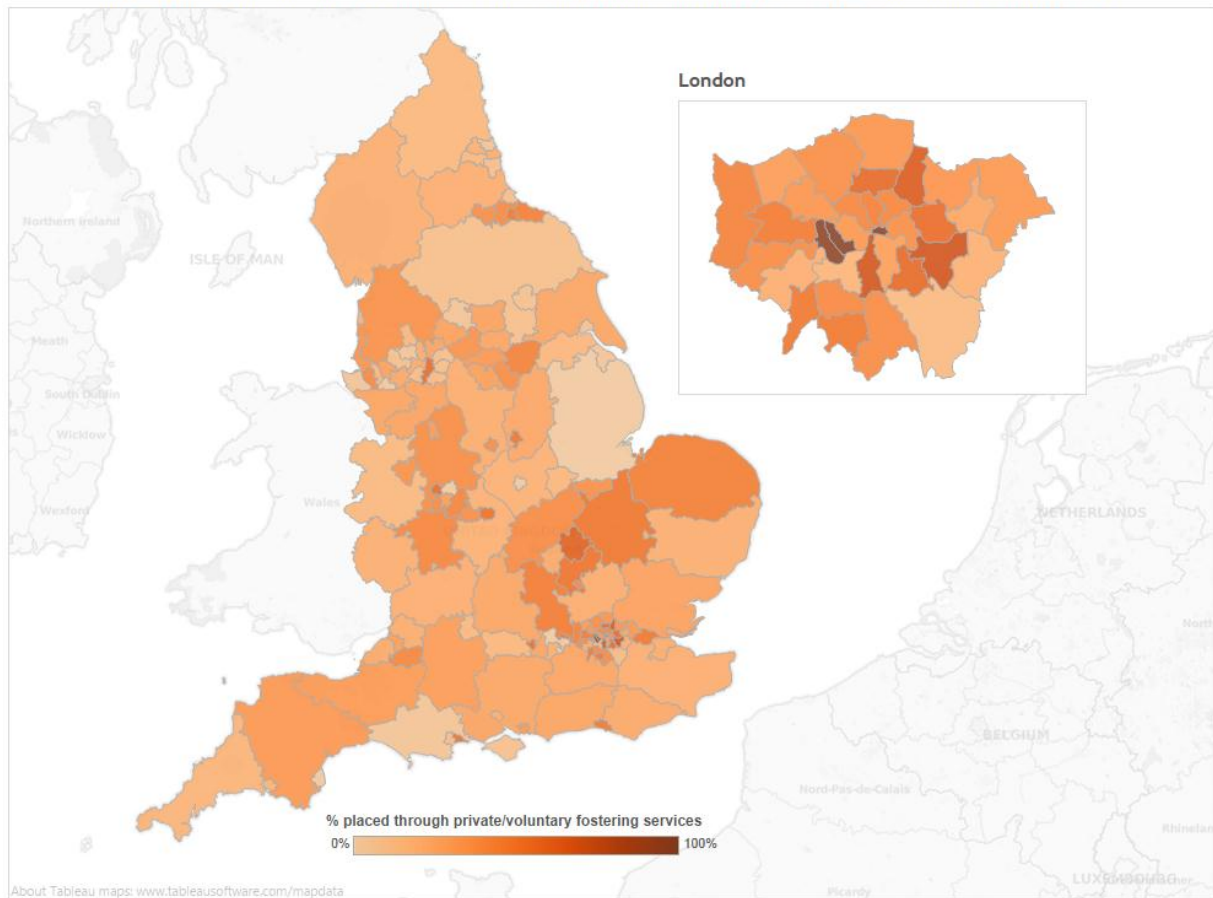 London
Northern Ireland
ISLE OF MAN
Meath
South Dublin
Wicklow
Wexford
Wales
NETHERLANDS
BELGIUM
Nord-Pas-de-Calais
Picardy
LUXEMBOURG
% placed through private/voluntary fostering services
0%
100%
About Tableau maps: www.tableausoftware.com/mapdata